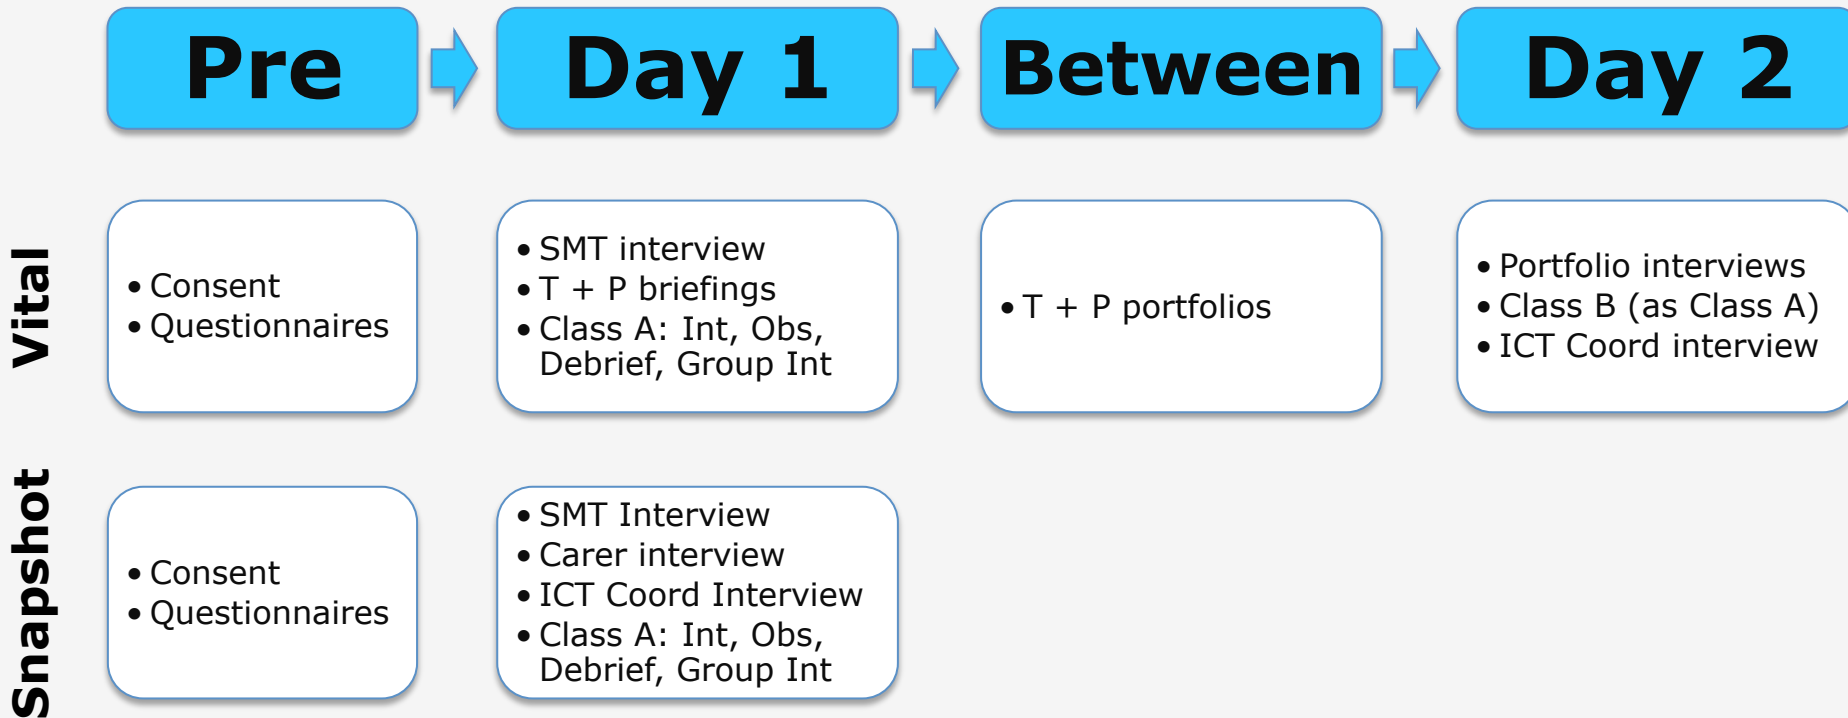 Pre
Day 1
Between
Day 2
Vital
• Consent
• Questionnaires
• SMT interview
• T + P briefings
• Class A: Int, Obs,
Debrief, Group Int
• T + P portfolios
• Portfolio interviews
• Class B (as Class A)
• ICT Coord interview
Snapshot
• Consent
• Questionnaires
• SMT Interview
• Carer interview
• ICT Coord Interview
• Class A: Int, Obs,
Debrief, Group Int